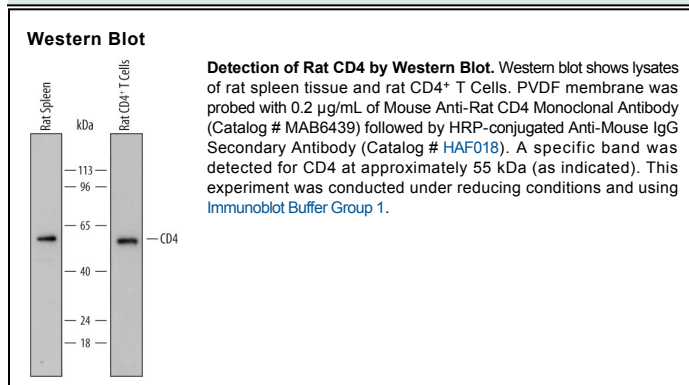 Western Blot
Rat Spleen
kDa
Rat CD4⁺ T Cells
— 113 —
— 96 —
— 65 —
— CD4
— 40 —
— 24 —
— 18 —
Detection of Rat CD4 by Western Blot. Western blot shows lysates
of rat spleen tissue and rat CD4⁺ T Cells. PVDF membrane was
probed with 0.2 µg/mL of Mouse Anti-Rat CD4 Monoclonal Antibody
(Catalog # MAB6439) followed by HRP-conjugated Anti-Mouse IgG
Secondary Antibody (Catalog # HAF018). A specific band was
detected for CD4 at approximately 55 kDa (as indicated). This
experiment was conducted under reducing conditions and using
Immunoblot Buffer Group 1.